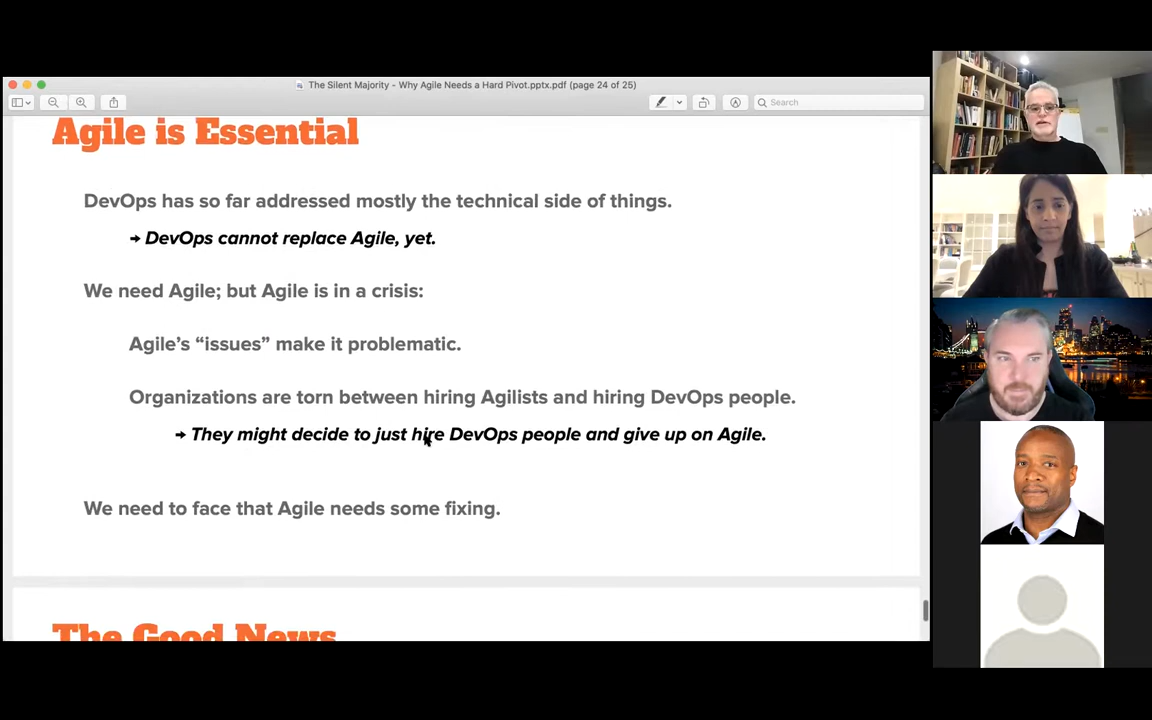 The Silent Majority - Why Agile Needs a Hard Pivot.pptx.pdf (page 24 of 25)
Search
Agile is Essential
DevOps has so far addressed mostly the technical side of things.
➔ DevOps cannot replace Agile, yet.
We need Agile; but Agile is in a crisis:
Agile's “issues” make it problematic.
Organizations are torn between hiring Agilists and hiring DevOps people.
➔ They might decide to just hire DevOps people and give up on Agile.
We need to face that Agile needs some fixing.
The Good News